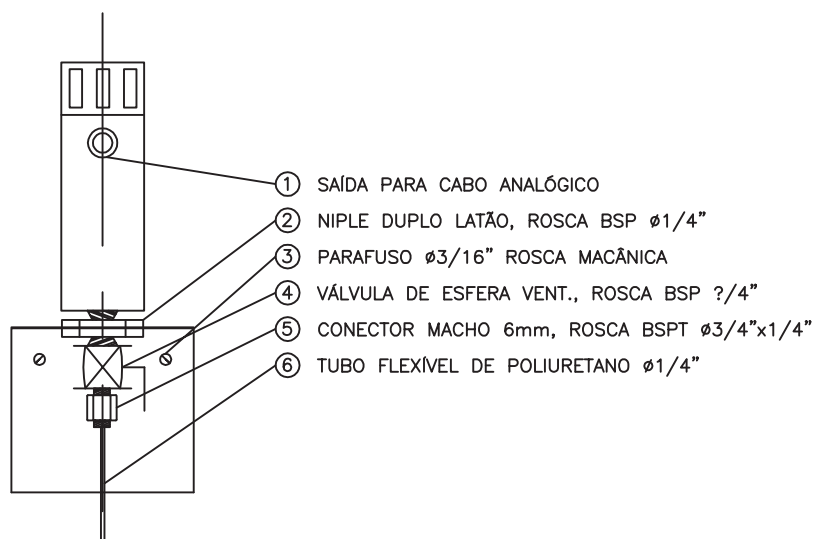 1 SAÍDA PARA CABO ANALÓGICO
2 NIPLE DUPLO LATÃO, ROSCA BSP ø1/4"
3 PARAFUSO ø3/16" ROSCA MACÂNICA
4 VÁLVULA DE ESFERA VENT., ROSCA BSP ?/4"
5 CONECTOR MACHO 6mm, ROSCA BSPT ø3/4"x1/4"
6 TUBO FLEXÍVEL DE POLIURETANO ø1/4"